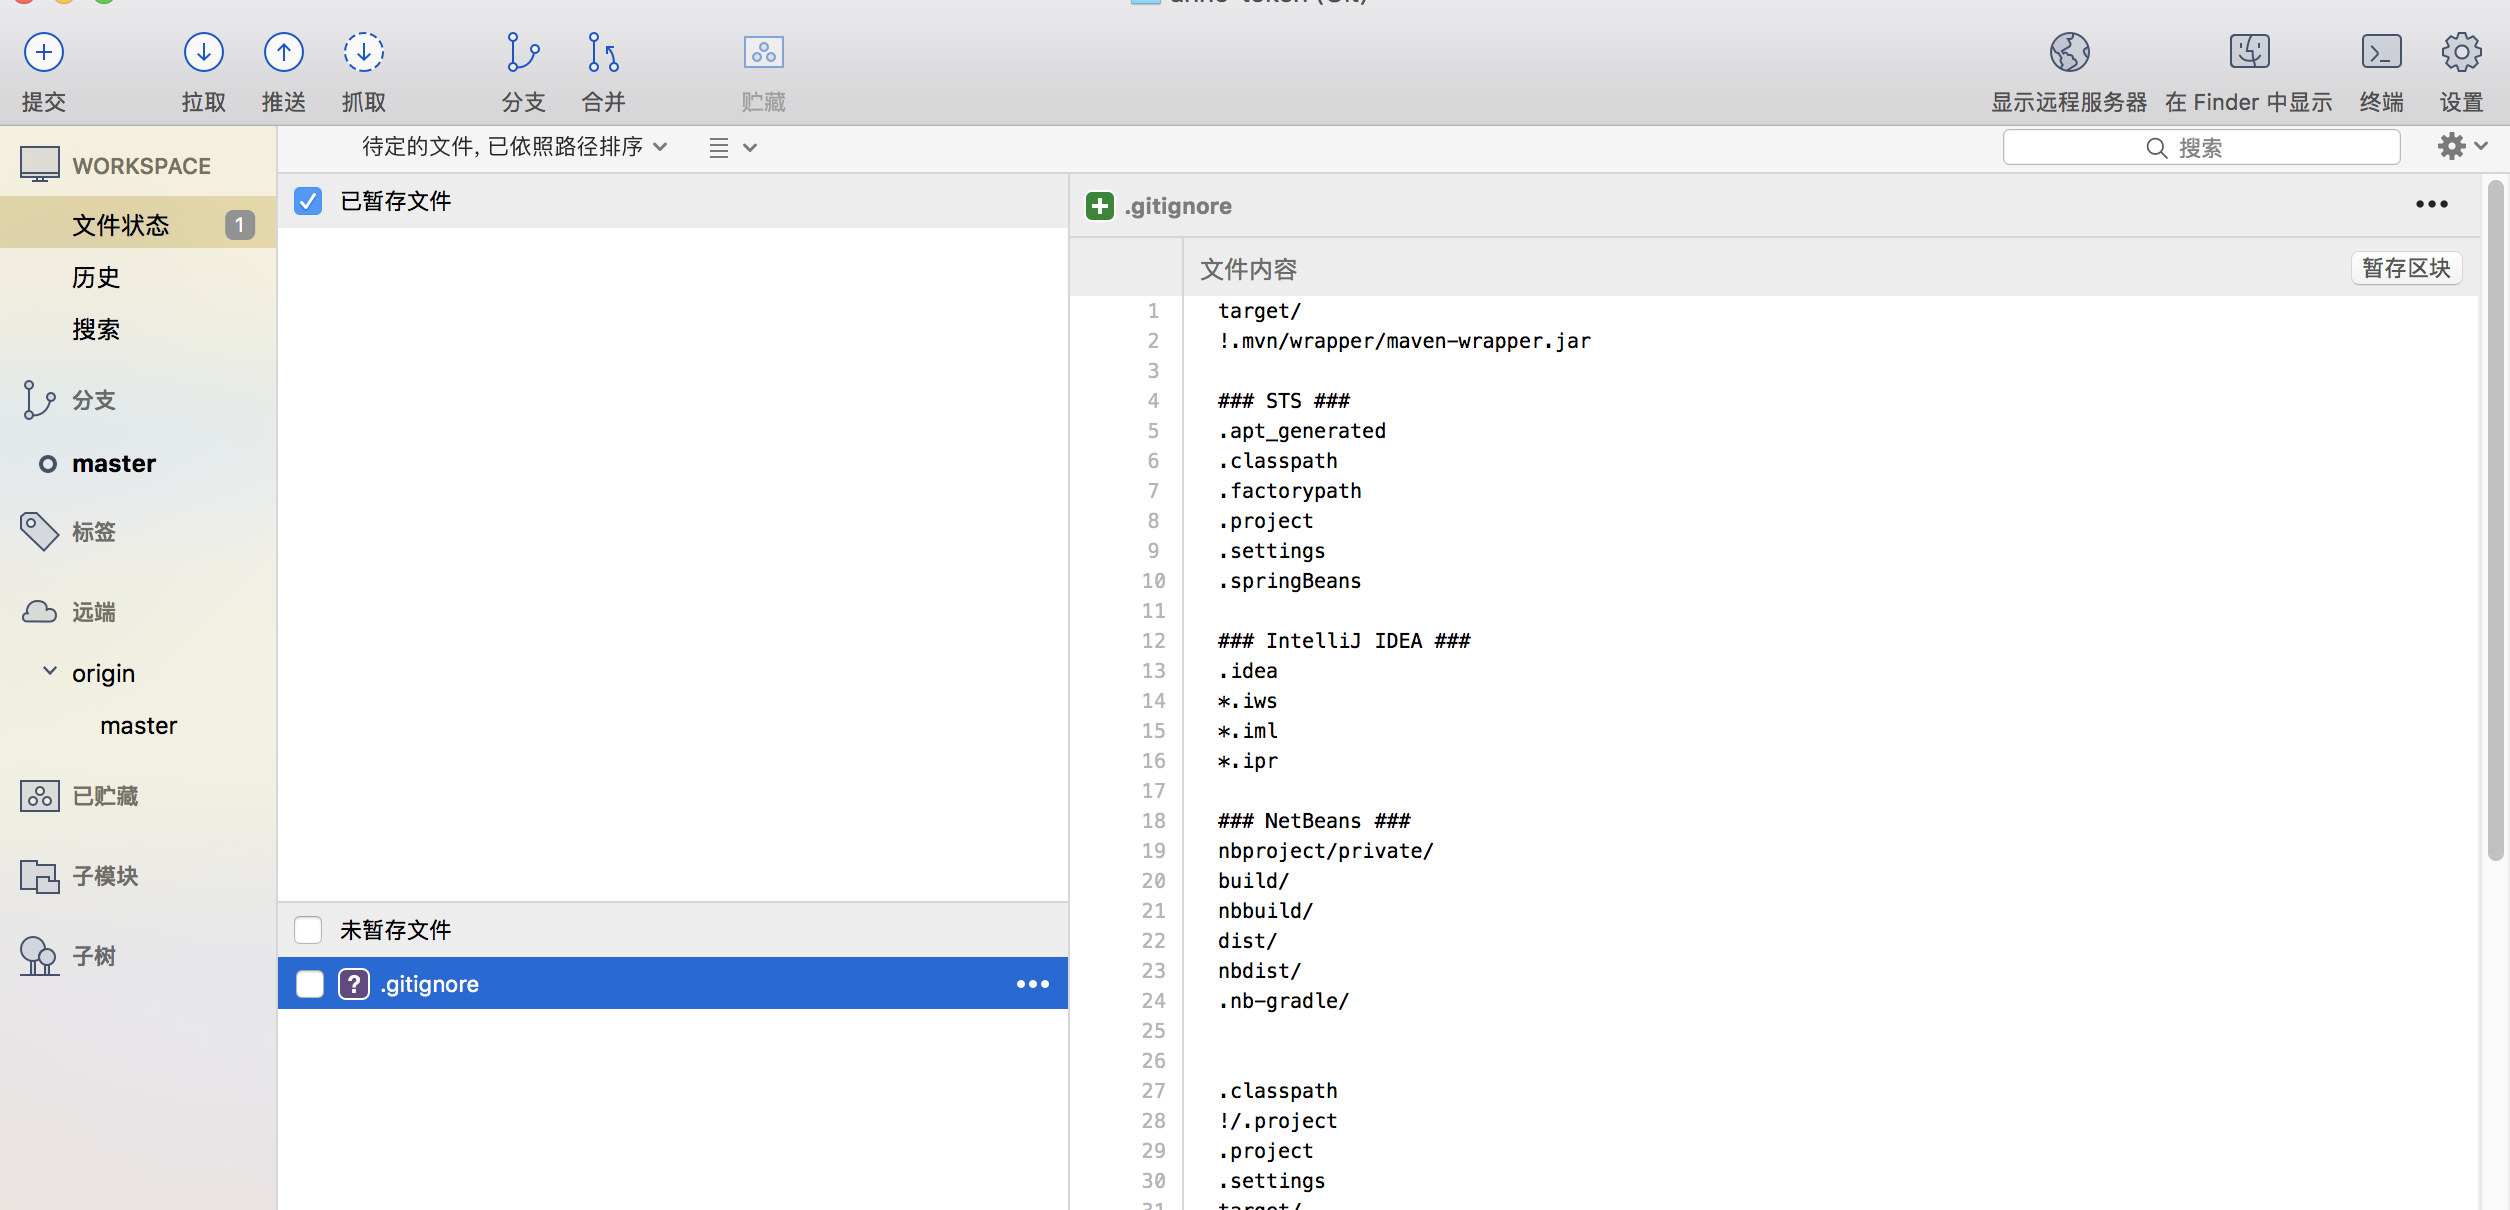 提交
拉取
推送
抓取
分支
合并
贮藏
显示远程服务器
在 Finder 中显示
终端
设置
待定的文件, 已依照路径排序
搜索
WORKSPACE
文件状态 1
历史
搜索
分支
master
标签
远端
origin
master
已贮藏
子模块
子树
已暂存文件
未暂存文件
? .gitignore
.gitignore
文件内容
暂存区块
1 target/
2 !.mvn/wrapper/maven-wrapper.jar
3
4 ### STS ###
5 .apt_generated
6 .classpath
7 .factorypath
8 .project
9 .settings
10 .springBeans
11
12 ### IntelliJ IDEA ###
13 .idea
14 *.iws
15 *.iml
16 *.ipr
17
18 ### NetBeans ###
19 nbproject/private/
20 build/
21 nbbuild/
22 dist/
23 nbdist/
24 .nb-gradle/
25
26
27 .classpath
28 !/.project
29 .project
30 .settings
31 target/